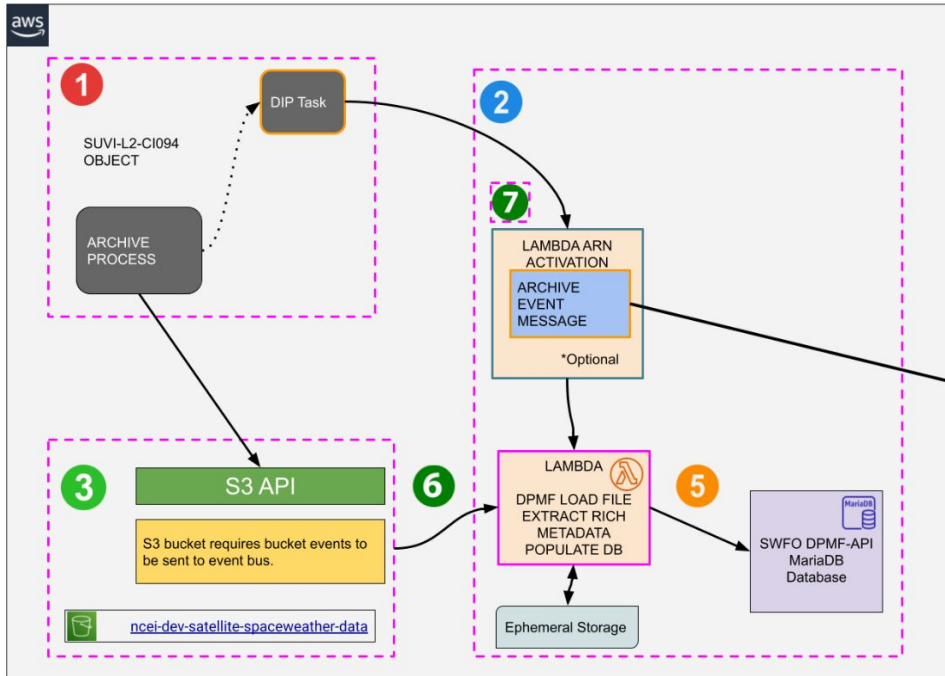 aws
1
DIP Task
SUVI-L2-CI094
OBJECT
ARCHIVE
PROCESS
2
7
LAMBDA ARN
ACTIVATION
ARCHIVE
EVENT
MESSAGE
*Optional
3
S3 API
S3 bucket requires bucket events to
be sent to event bus.
ncei-dev-satellite-spaceweather-data
6
LAMBDA
DPMF LOAD FILE
EXTRACT RICH
METADATA
POPULATE DB
Ephemeral Storage
5
MariaDB
SWFO DPMF-API
MariaDB
Database